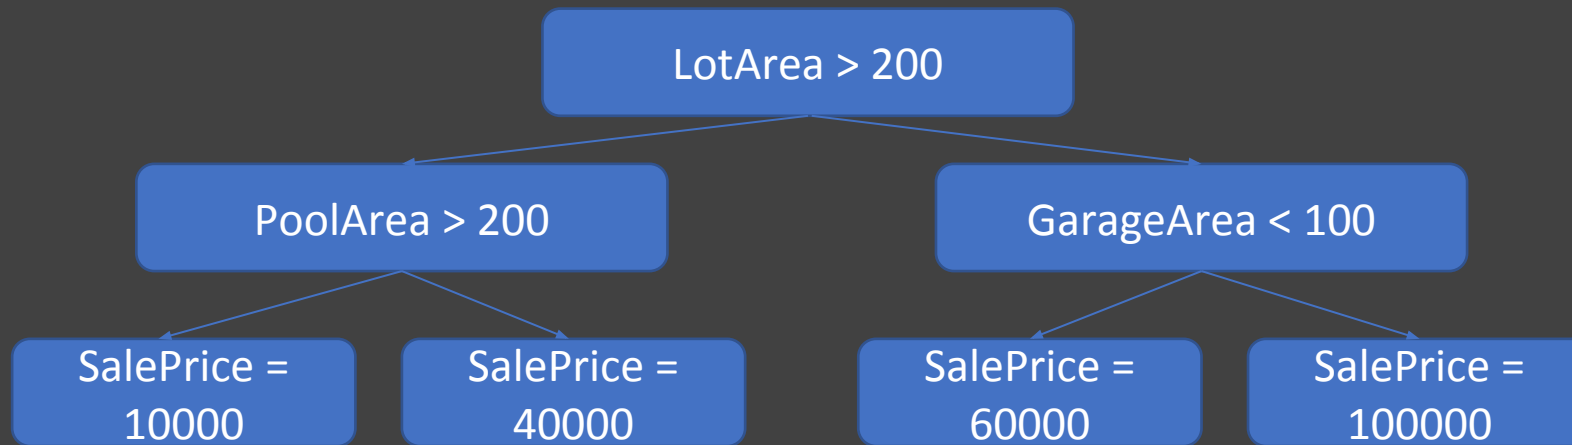 LotArea > 200
PoolArea > 200
GarageArea < 100
SalePrice =
10000
SalePrice =
40000
SalePrice =
60000
SalePrice =
100000